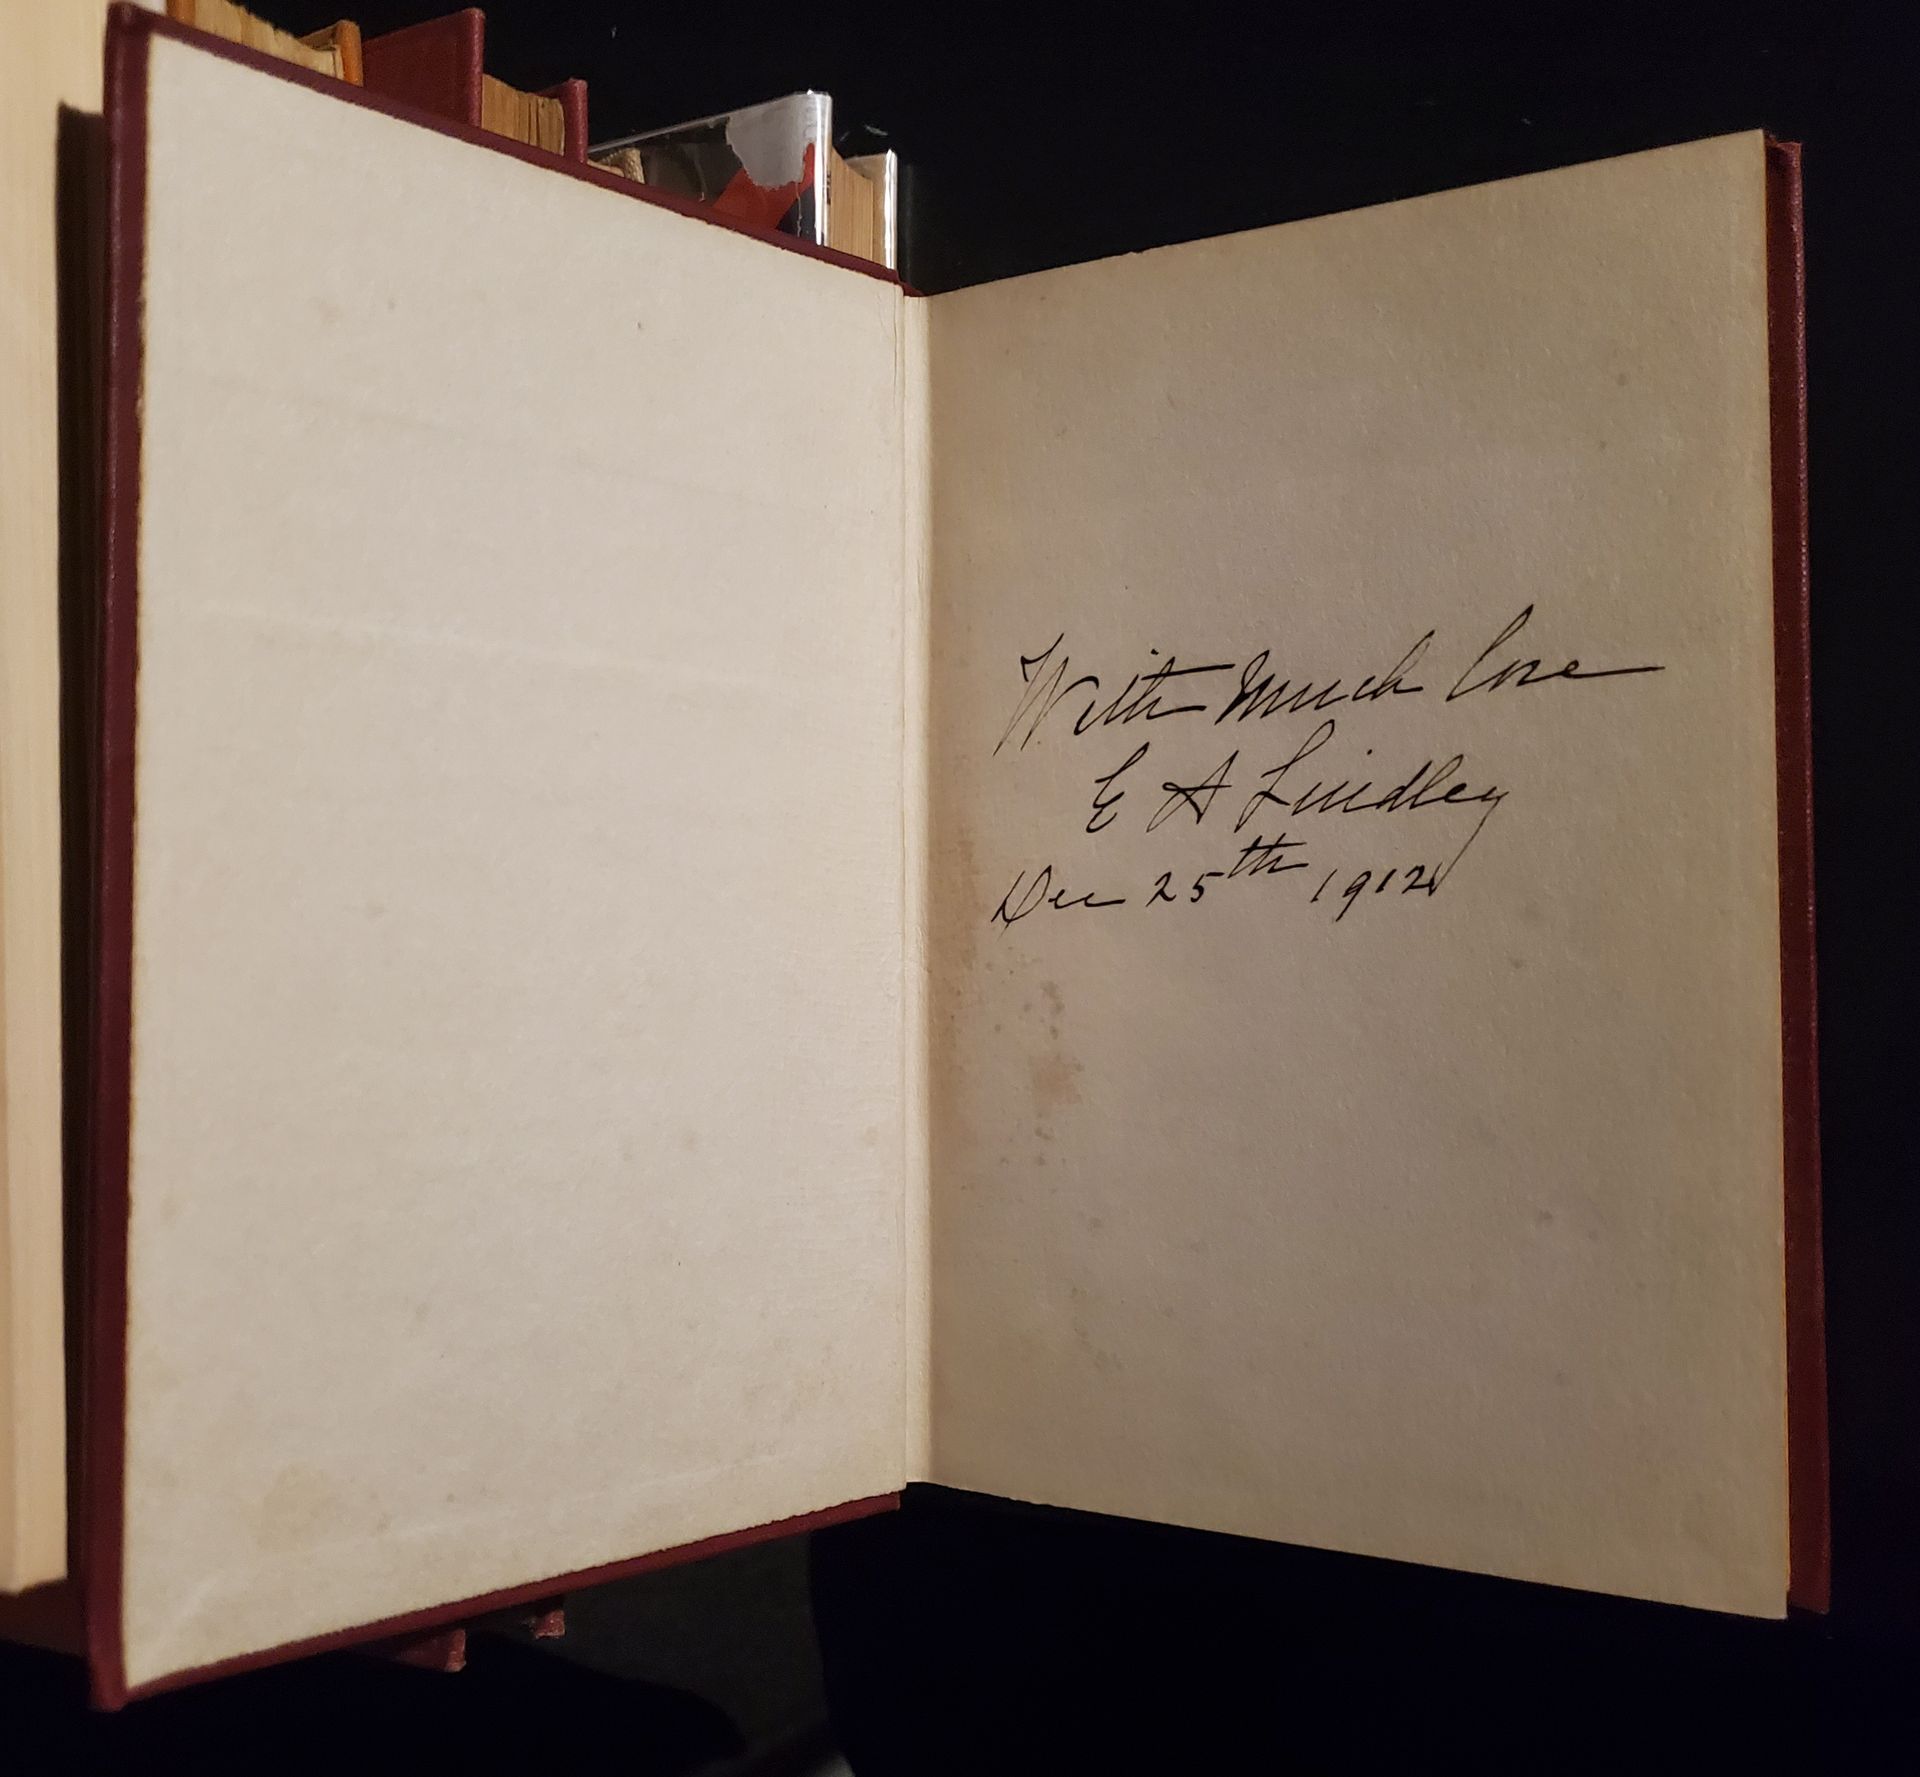 With Much love
E A Lindley
Dec 25th 1912